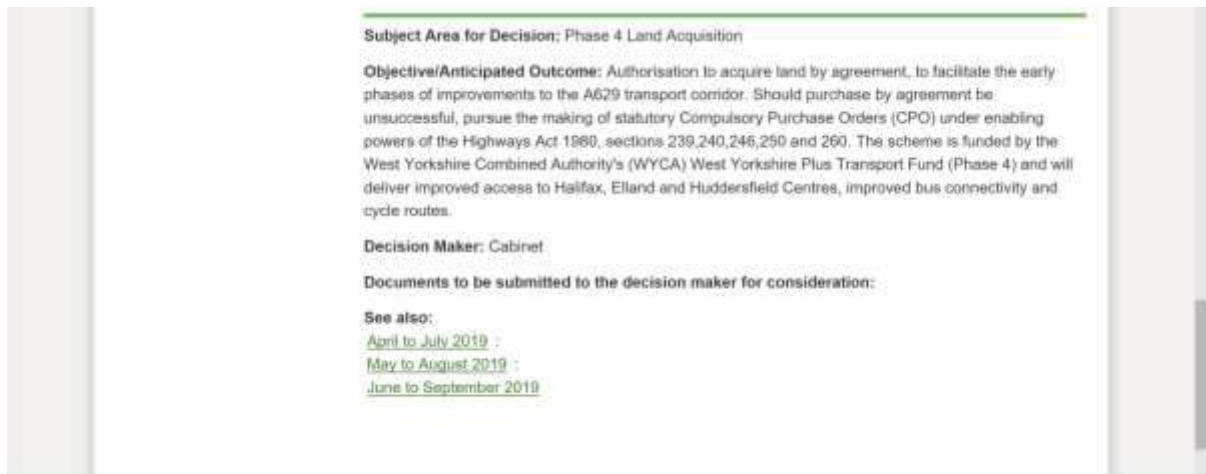 Subject Area for Decision: Phase 4 Land Acquisition
Objective/Anticipated Outcome: Authorisation to acquire land by agreement, to facilitate the early
phases of improvements to the A629 transport corridor. Should purchase by agreement be
unsuccessful, pursue the making of statutory Compulsory Purchase Orders (CPO) under enabling
powers of the Highways Act 1980, sections 239,240,246,250 and 260. The scheme is funded by the
West Yorkshire Combined Authority's (WYCA) West Yorkshire Plus Transport Fund (Phase 4) and will
deliver improved access to Halifax, Elland and Huddersfield Centres, improved bus connectivity and
cycle routes.
Decision Maker: Cabinet
Documents to be submitted to the decision maker for consideration:
See also:
April to July 2019 :
May to August 2019 :
June to September 2019